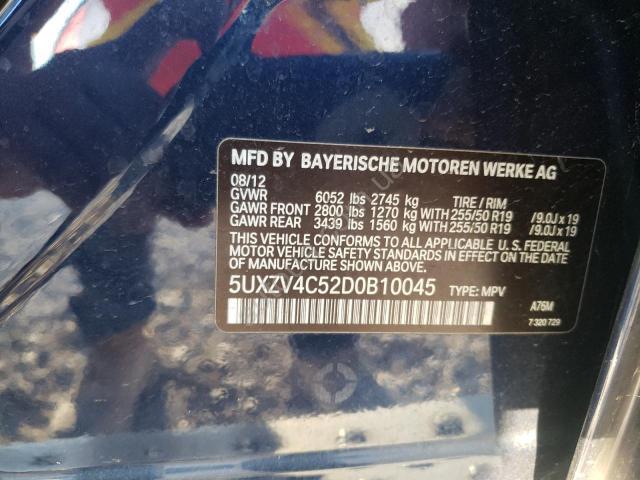 MFD BY BAYERISCHE MOTOREN WERKE AG
08/12
GVWR 6052 lbs 2745 kg TIRE / RIM
GAWR FRONT 2800 lbs 1270 kg WITH 255/50 R19 /9.0J x 19
GAWR REAR 3439 lbs 1560 kg WITH 255/50 R19 /9.0J x 19
THIS VEHICLE CONFORMS TO ALL APPLICABLE U. S. FEDERAL
MOTOR VEHICLE SAFETY STANDARDS IN EFFECT ON THE DATE
OF MANUFACTURE SHOWN ABOVE.
5UXZV4C52D0B10045 TYPE: MPV
A76M
7 320 729